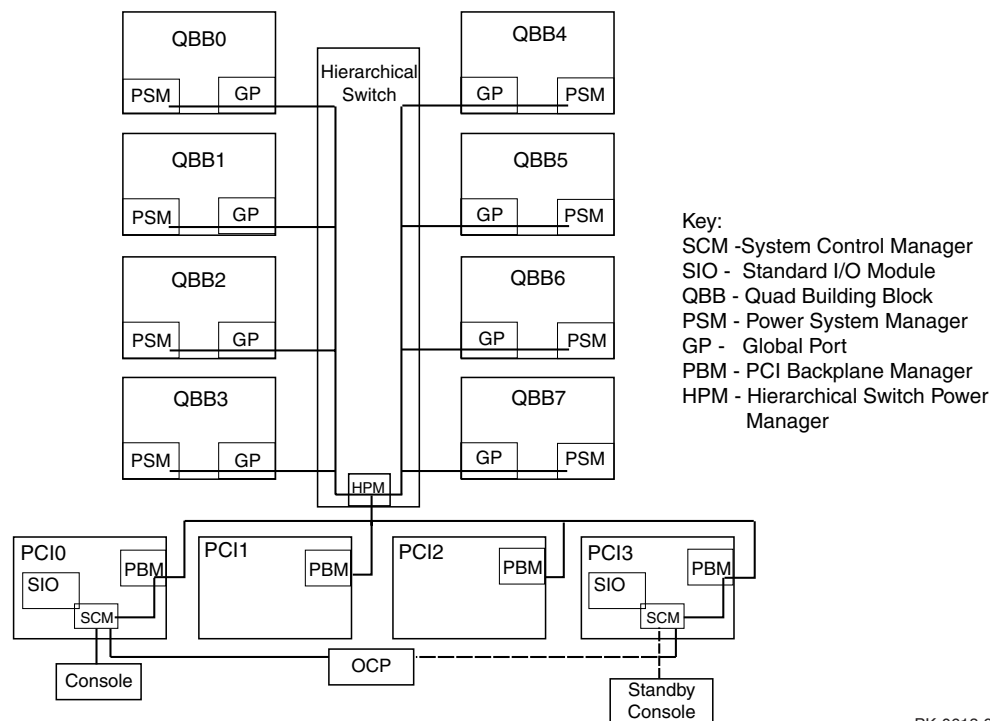 QBB0
PSM GP
QBB1
PSM GP
QBB2
PSM GP
QBB3
PSM GP
Hierarchical
Switch
HPM
QBB4
GP PSM
QBB5
GP PSM
QBB6
GP PSM
QBB7
GP PSM
Key:
SCM -System Control Manager
SIO - Standard I/O Module
QBB - Quad Building Block
PSM - Power System Manager
GP - Global Port
PBM - PCI Backplane Manager
HPM - Hierarchical Switch Power
Manager
PCI0
PBM
SIO
SCM
PCI1
PBM
PCI2
PBM
PCI3
PBM
SIO
SCM
Console
OCP
Standby
Console